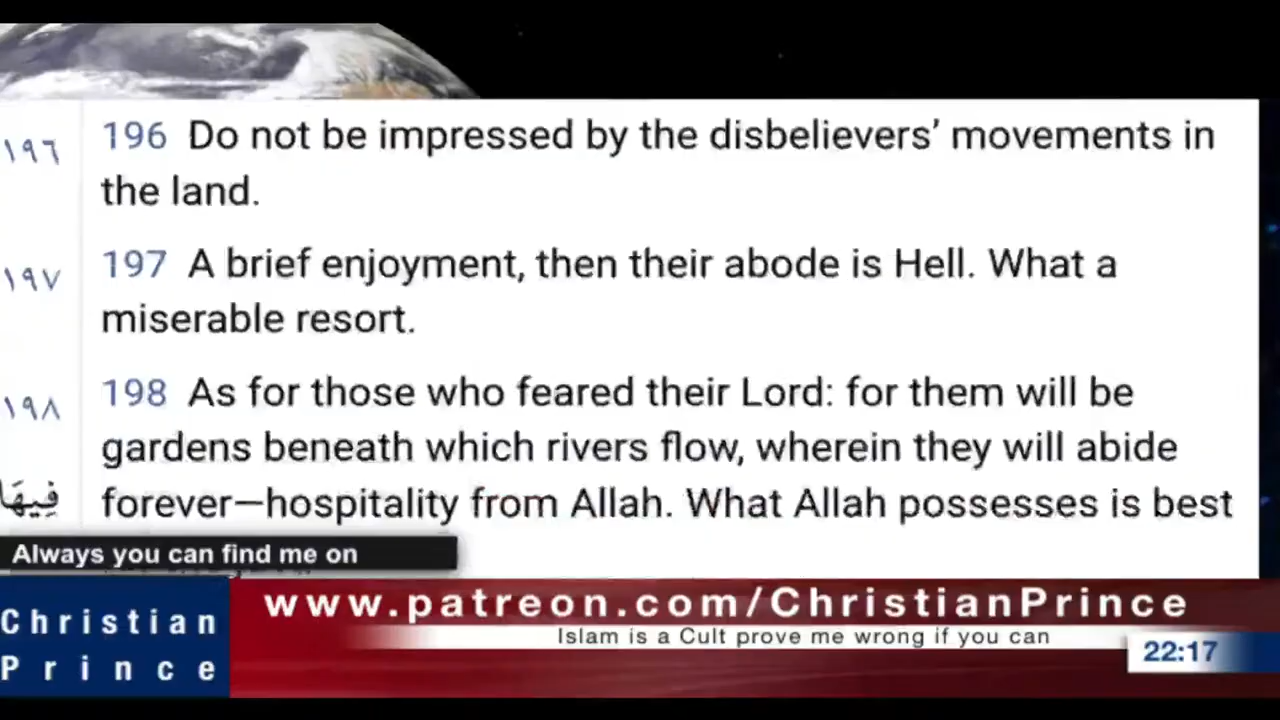 ١٩٦
196 Do not be impressed by the disbelievers’ movements in
the land.
١٩٧
197 A brief enjoyment, then their abode is Hell. What a
miserable resort.
١٩٨
198 As for those who feared their Lord: for them will be
gardens beneath which rivers flow, wherein they will abide
فِيهَا
forever—hospitality from Allah. What Allah possesses is best
Always you can find me on
Christian
Prince
www.patreon.com/ChristianPrince
Islam is a Cult prove me wrong if you can
22:17